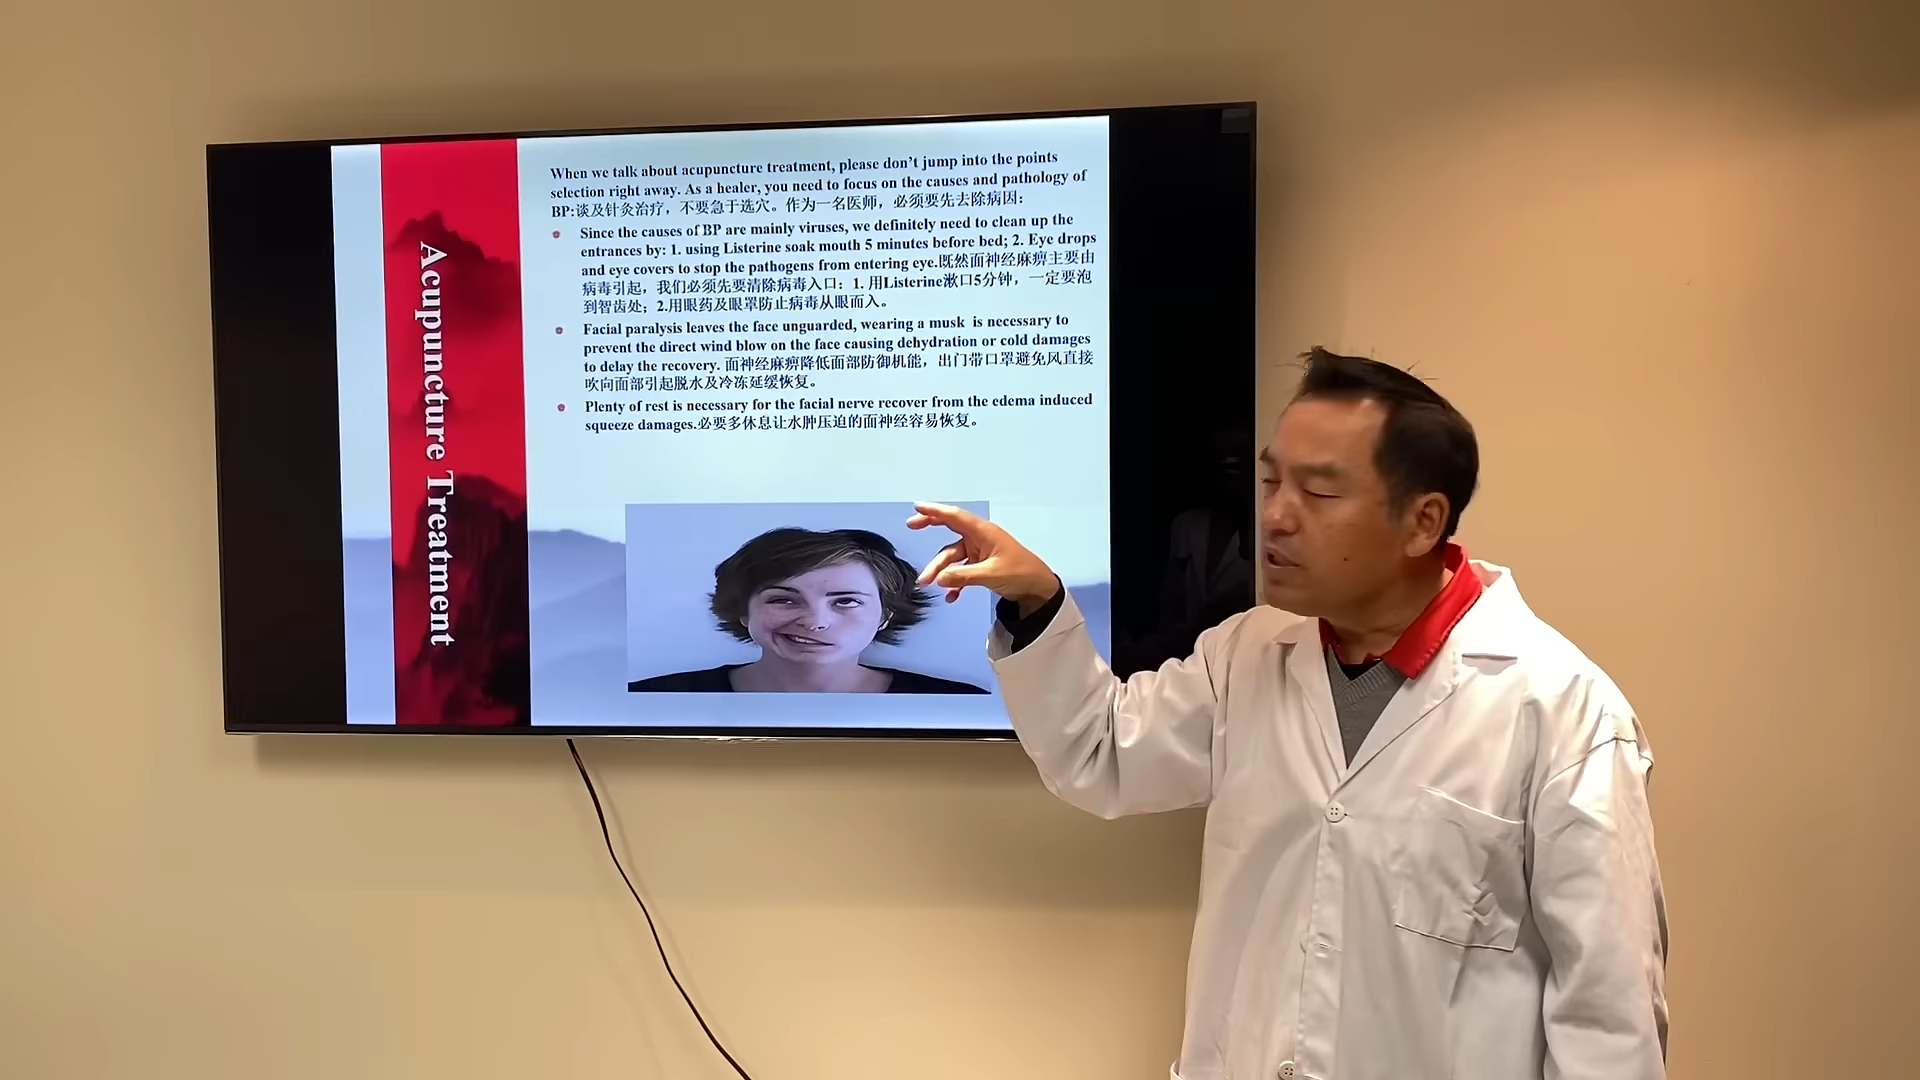 Acupuncture Treatment
When we talk about acupuncture treatment, please don't jump into the points
selection right away. As a healer, you need to focus on the causes and pathology of
BP:谈及针灸治疗，不要急于选穴。作为一名医师，必须要先去除病因：
Since the causes of BP are mainly viruses, we definitely need to clean up the
entrances by: 1. using Listerine soak mouth 5 minutes before bed; 2. Eye drops
and eye covers to stop the pathogens from entering eye.既然面神经麻痹主要由
病毒引起，我们必须先要清除病毒入口：1. 用Listerine漱口5分钟，一定要泡
到智齿处；2.用眼药及眼罩防止病毒从眼而入。
Facial paralysis leaves the face unguarded, wearing a musk is necessary to
prevent the direct wind blow on the face causing dehydration or cold damages
to delay the recovery. 面神经麻痹降低面部防御机能，出门带口罩避免风直接
吹向面部引起脱水及冷冻延缓恢复。
Plenty of rest is necessary for the facial nerve recover from the edema induced
squeeze damages.必要多休息让水肿压迫的面神经容易恢复。